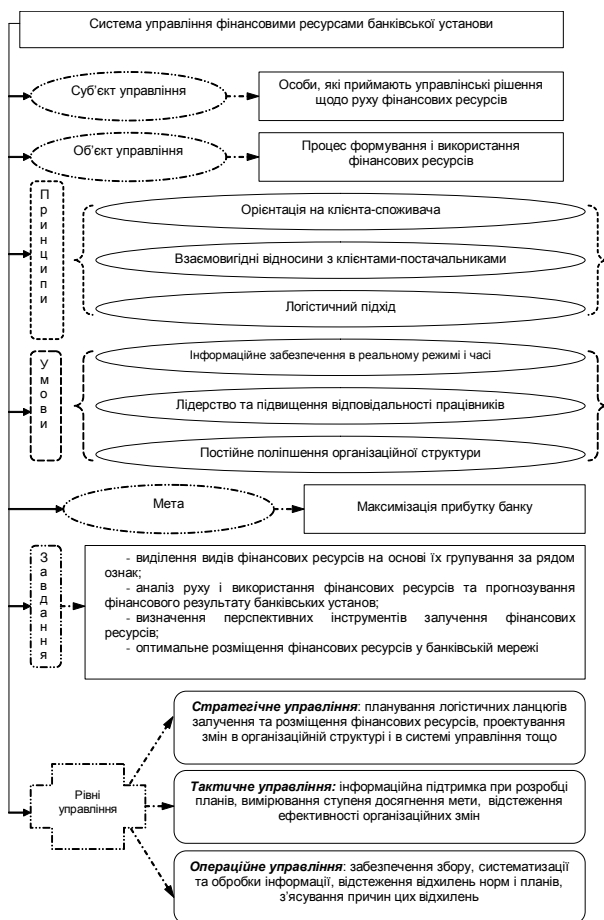 Система управління фінансовими ресурсами банківської установи
Суб'єкт управління
Особи, які приймають управлінські рішення
щодо руху фінансових ресурсів
Об'єкт управління
Процес формування і використання
фінансових ресурсів
Принципи
Орієнтація на клієнта-споживача
Взаємовигідні відносини з клієнтами-постачальниками
Логістичний підхід
Умови
Інформаційне забезпечення в реальному режимі і часі
Лідерство та підвищення відповідальності працівників
Постійне поліпшення організаційної структури
Мета
Максимізація прибутку банку
Завдання
- виділення видів фінансових ресурсів на основі їх групування за рядом
ознак;
- аналіз руху і використання фінансових ресурсів та прогнозування
фінансового результату банківських установ;
- визначення перспективних інструментів залучення фінансових
ресурсів;
- оптимальне розміщення фінансових ресурсів у банківській мережі
Рівні
управління
Стратегічне управління: планування логістичних ланцюгів
залучення та розміщення фінансових ресурсів, проектування
змін в організаційній структурі і в системі управління тощо
Тактичне управління: інформаційна підтримка при розробці
планів, вимірювання ступеня досягнення мети, відстеження
ефективності організаційних змін
Операційне управління: забезпечення збору, систематизації
та обробки інформації, відстеження відхилень норм і планів,
з'ясування причин цих відхилень